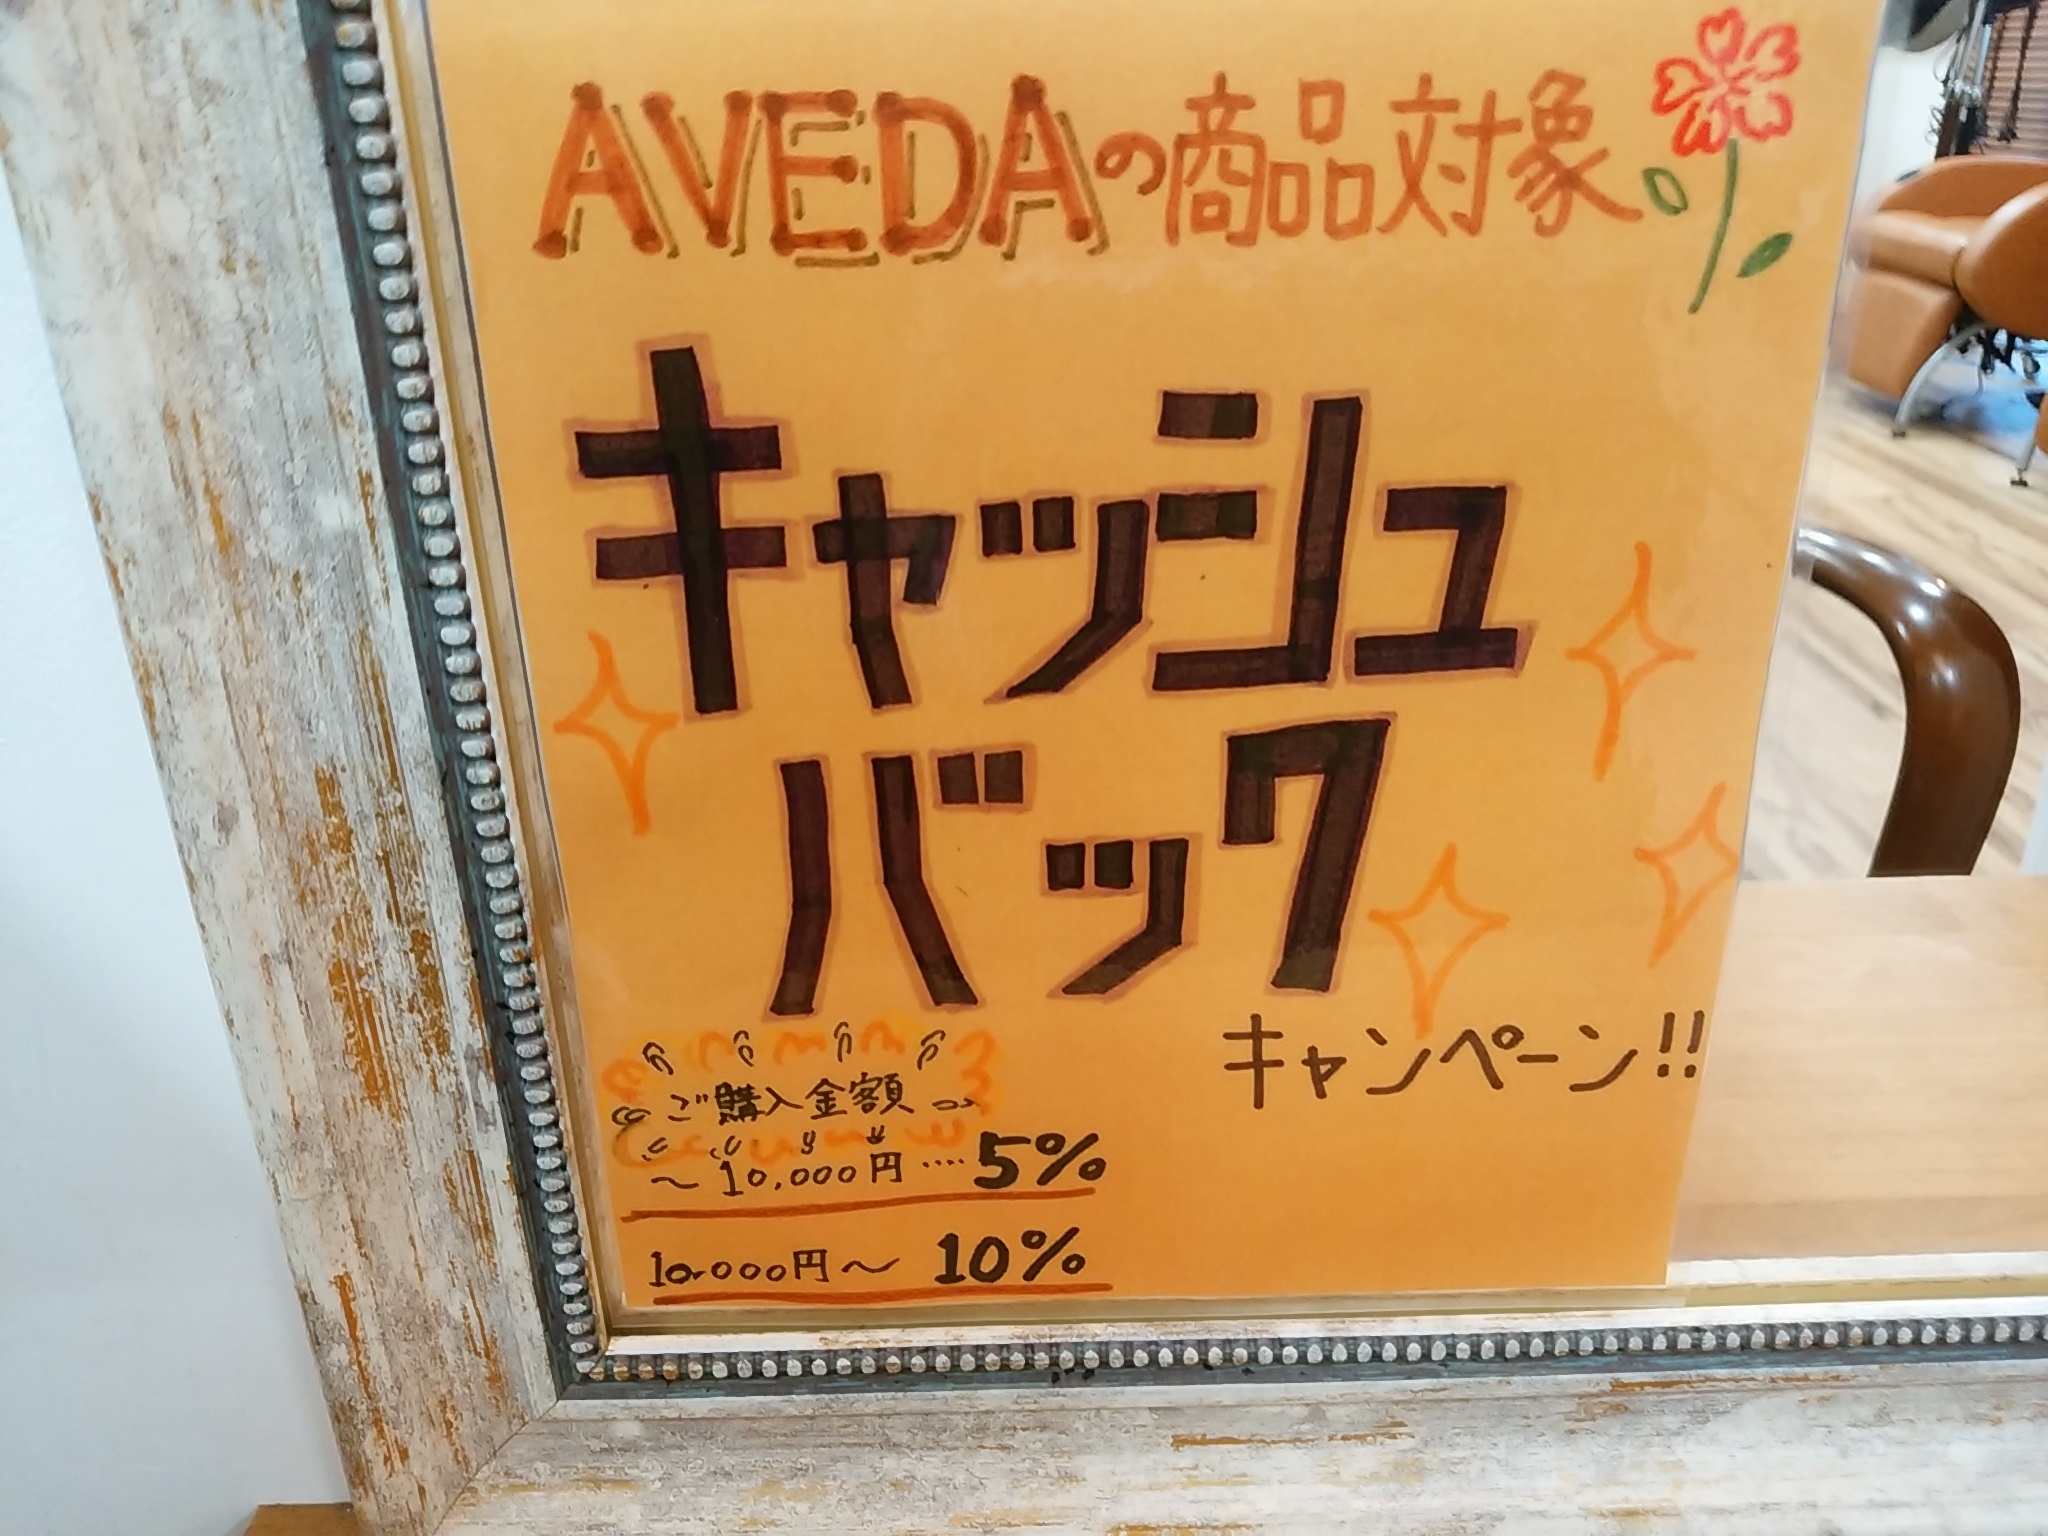 AVEDAの商品対象
キャッシュ
バック
キャンペーン!!
ご購入金額
〜10,000円‥‥5%
10.000円〜 10%